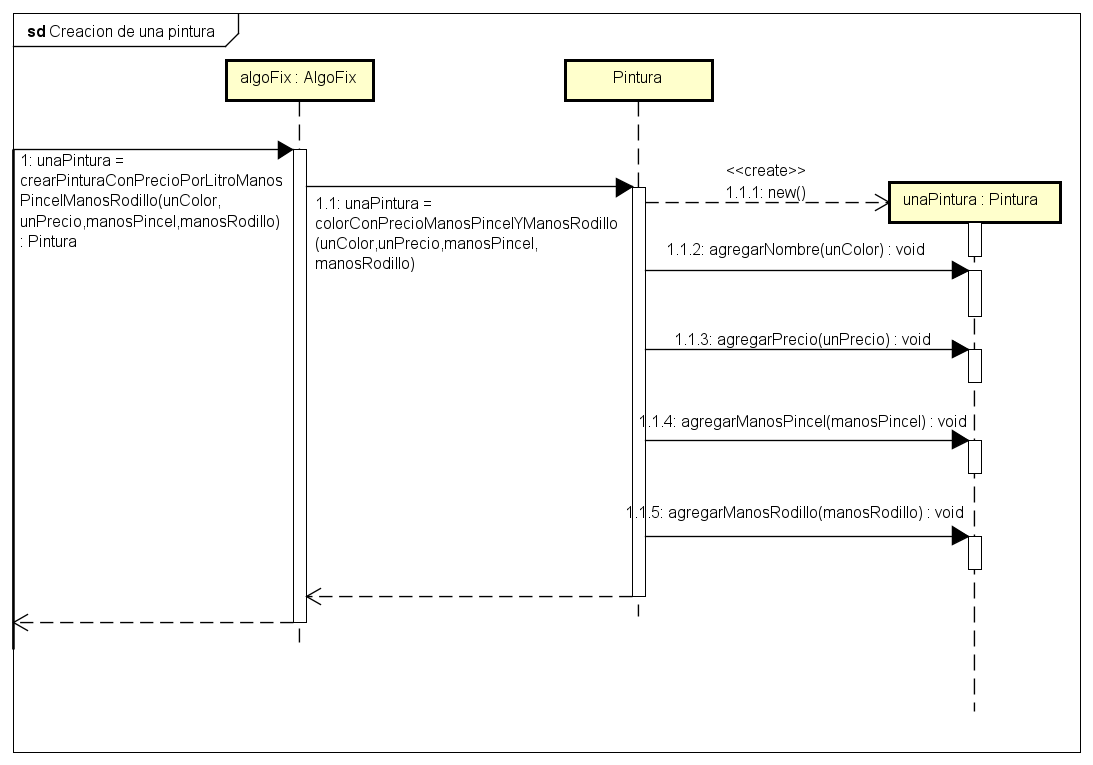 sd Creacion de una pintura
algoFix : AlgoFix
Pintura
1: unaPintura =
crearPinturaConPrecioPorLitroManos
PincelManosRodillo(unColor,
unPrecio,manosPincel,manosRodillo)
: Pintura
1.1: unaPintura =
colorConPrecioManosPincelYManosRodillo
(unColor,unPrecio,manosPincel,
manosRodillo)
<<create>>
1.1.1: new()
unaPintura : Pintura
1.1.2: agregarNombre(unColor) : void
1.1.3: agregarPrecio(unPrecio) : void
1.1.4: agregarManosPincel(manosPincel) : void
1.1.5: agregarManosRodillo(manosRodillo) : void